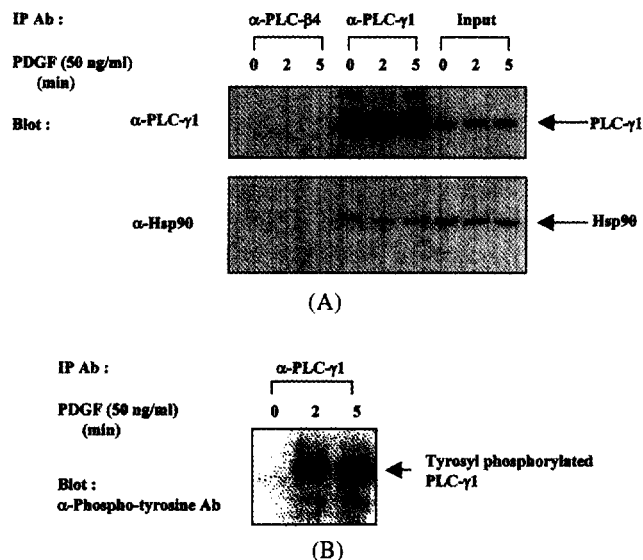 IP Ab : α-PLC-β4 α-PLC-γ1 Input
PDGF (50 ng/ml) 0 2 5 0 2 5 0 2 5
(min)
Blot : α-PLC-γ1 PLC-γ1
α-Hsp90 Hsp90
(A)
IP Ab : α-PLC-γ1
PDGF (50 ng/ml) 0 2 5
(min)
Blot : Tyrosyl phosphorylated
α-Phospho-tyrosine Ab PLC-γ1
(B)